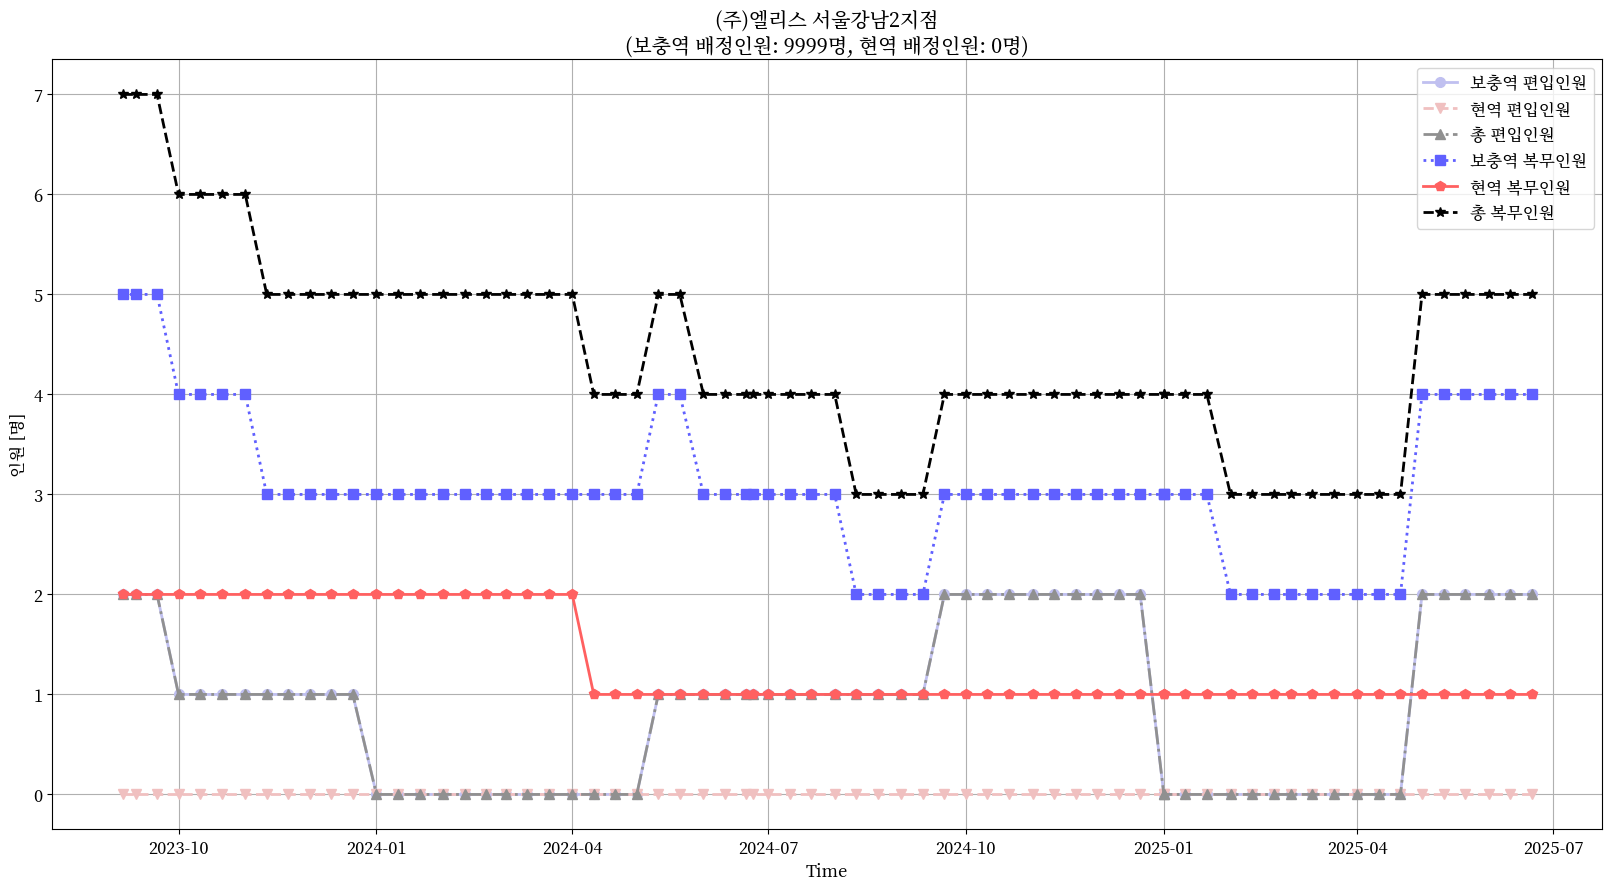 (주)엘리스 서울강남2지점
(보충역 배정인원: 9999명, 현역 배정인원: 0명)
보충역 편입인원
현역 편입인원
총 편입인원
보충역 복무인원
현역 복무인원
총 복무인원
인원 [명]
7
6
5
4
3
2
1
0
2023-10
2024-01
2024-04
2024-07
2024-10
2025-01
2025-04
2025-07
Time